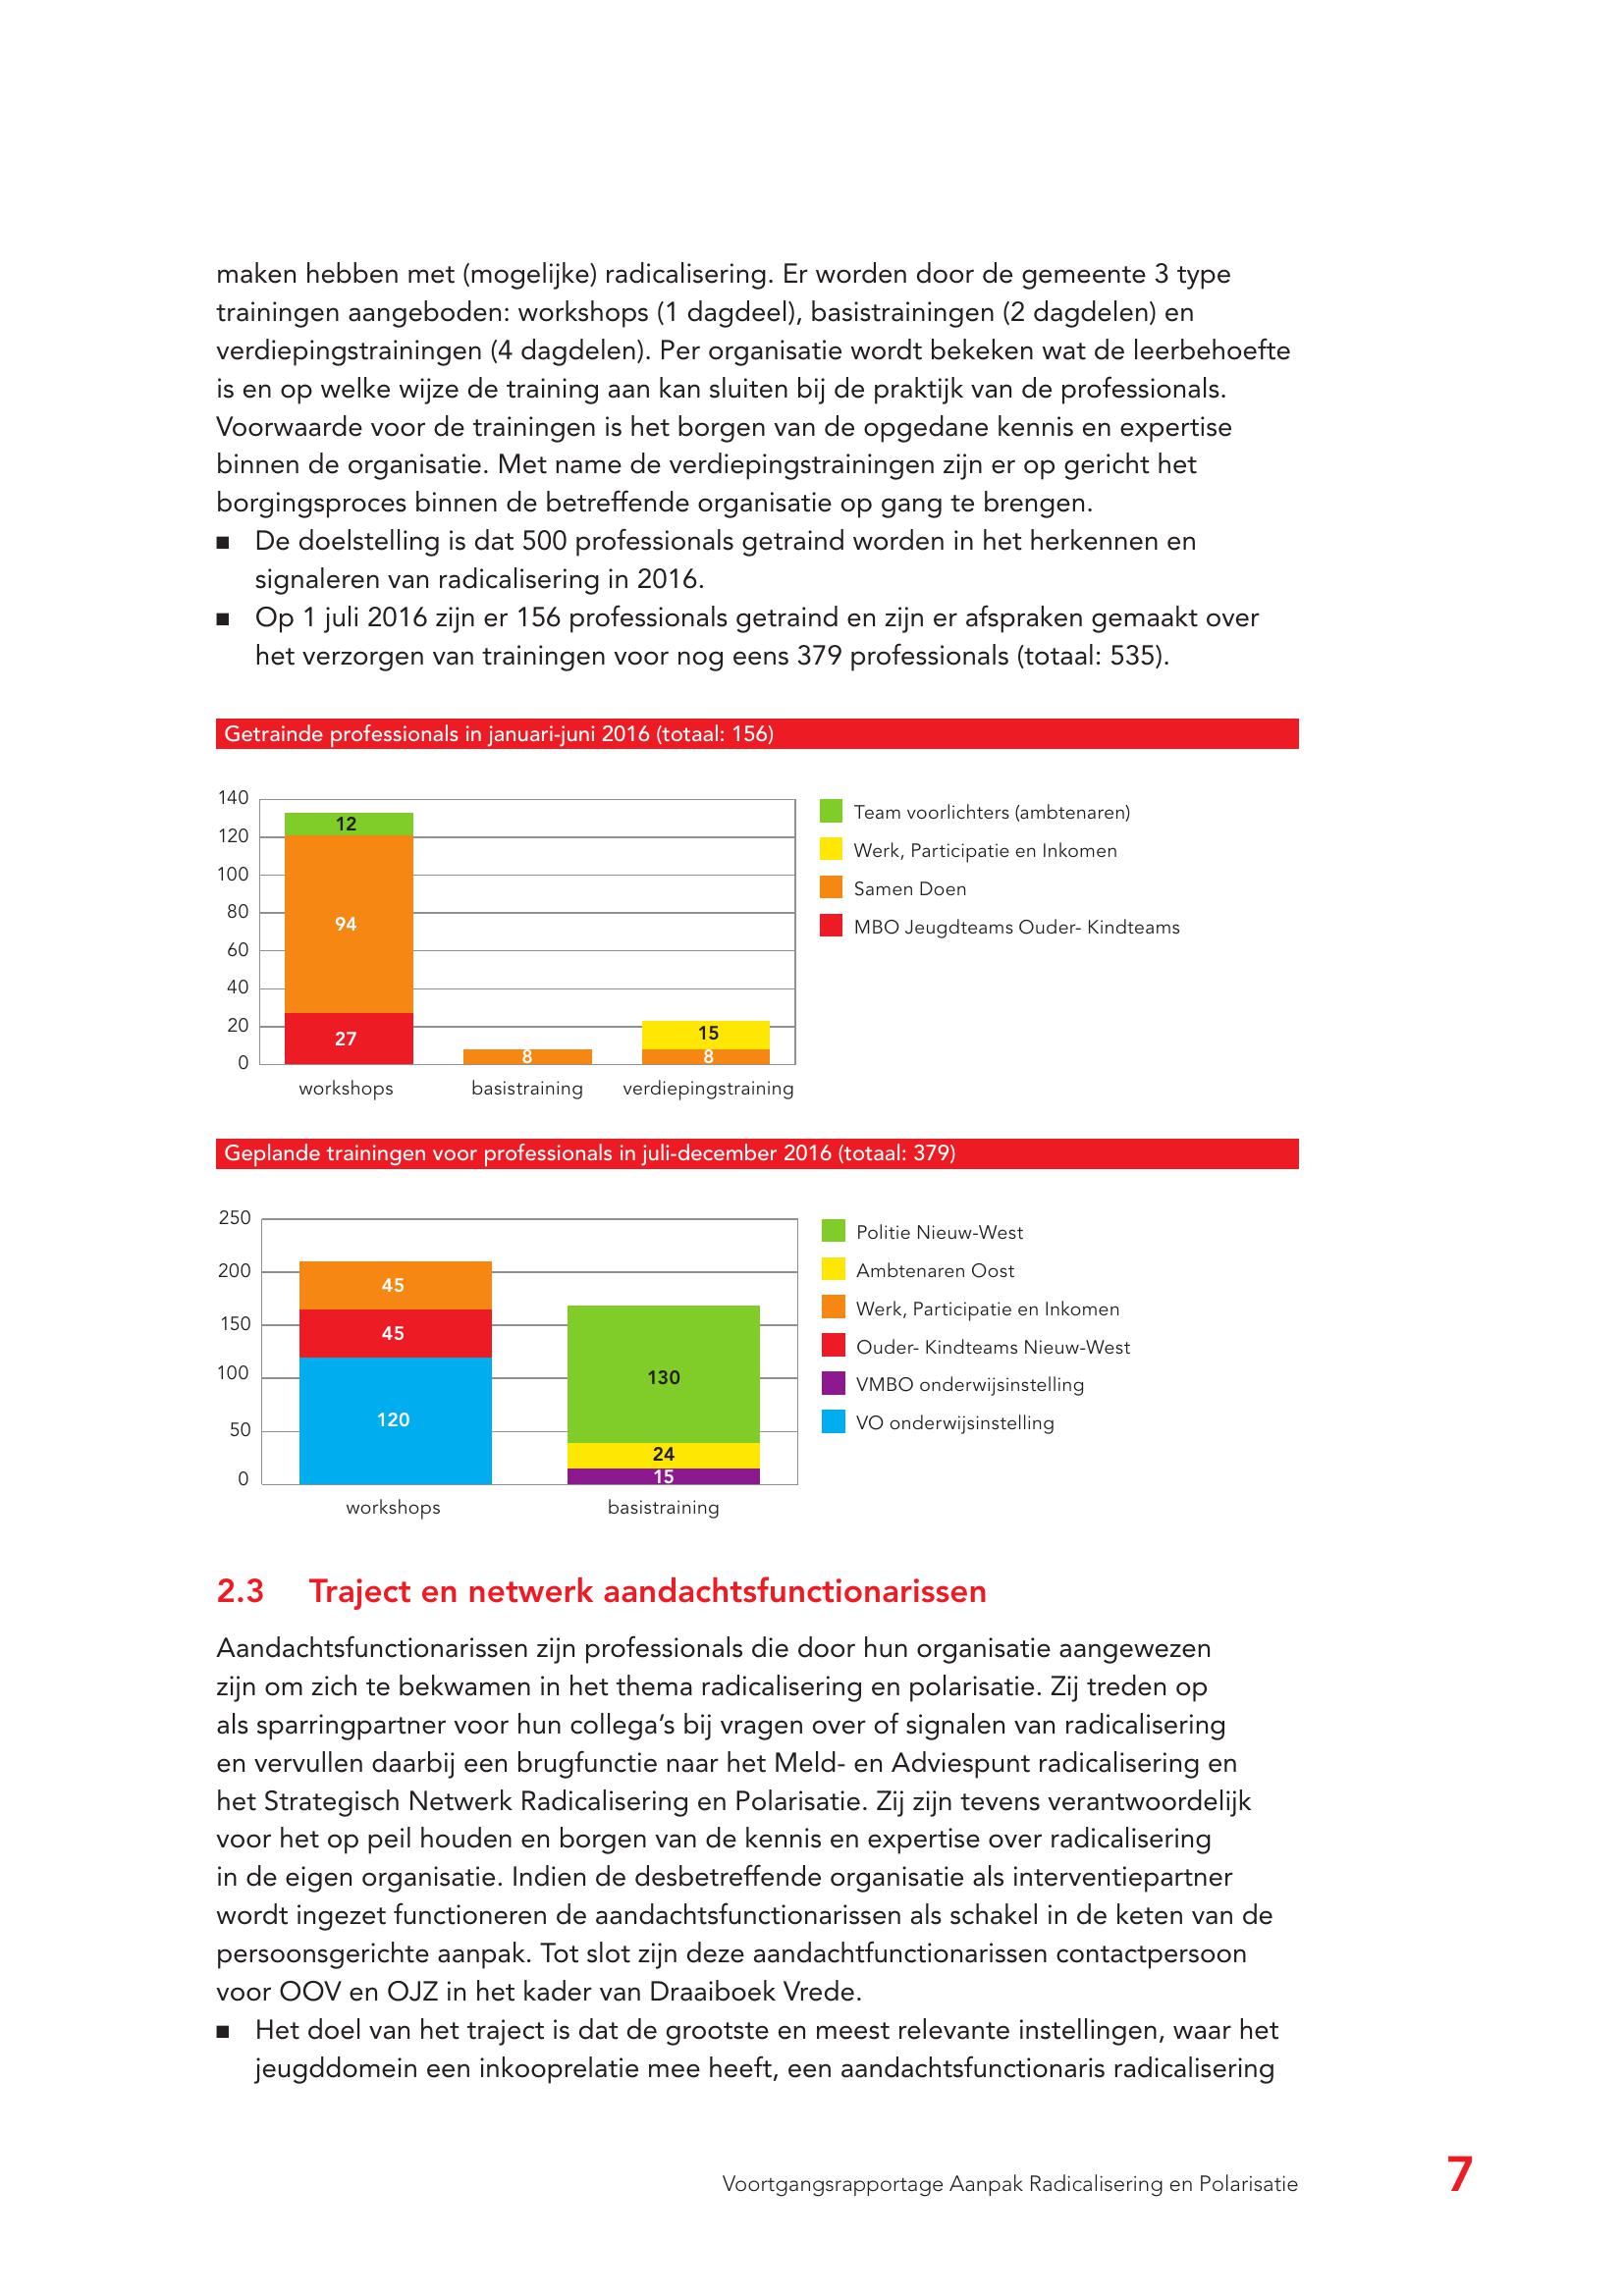 maken hebben met (mogelijke) radicalisering. Er worden door de gemeente 3 type
trainingen aangeboden: workshops (1 dagdeel), basistrainingen (2 dagdelen) en
verdiepingstrainingen (4 dagdelen). Per organisatie wordt bekeken wat de leerbehoefte
is en op welke wijze de training aan kan sluiten bij de praktijk van de professionals.
Voorwaarde voor de trainingen is het borgen van de opgedane kennis en expertise
binnen de organisatie. Met name de verdiepingstrainingen zijn er op gericht het
borgingsproces binnen de betreffende organisatie op gang te brengen.
■ De doelstelling is dat 500 professionals getraind worden in het herkennen en
signaleren van radicalisering in 2016.
■ Op 1 juli 2016 zijn er 156 professionals getraind en zijn er afspraken gemaakt over
het verzorgen van trainingen voor nog eens 379 professionals (totaal: 535).
Getrainde professionals in januari-juni 2016 (totaal: 156)
140
120
100
80
60
40
20
0
12
94
27
8
15
8
workshops basistraining verdiepingstraining
Team voorlichters (ambtenaren)
Werk, Participatie en Inkomen
Samen Doen
MBO Jeugdteams Ouder- Kindteams
Geplande trainingen voor professionals in juli-december 2016 (totaal: 379)
250
200
150
100
50
0
45
45
120
130
24
15
workshops basistraining
Politie Nieuw-West
Ambtenaren Oost
Werk, Participatie en Inkomen
Ouder- Kindteams Nieuw-West
VMBO onderwijsinstelling
VO onderwijsinstelling
2.3 Traject en netwerk aandachtsfunctionarissen
Aandachtsfunctionarissen zijn professionals die door hun organisatie aangewezen
zijn om zich te bekwamen in het thema radicalisering en polarisatie. Zij treden op
als sparringpartner voor hun collega’s bij vragen over of signalen van radicalisering
en vervullen daarbij een brugfunctie naar het Meld- en Adviespunt radicalisering en
het Strategisch Netwerk Radicalisering en Polarisatie. Zij zijn tevens verantwoordelijk
voor het op peil houden en borgen van de kennis en expertise over radicalisering
in de eigen organisatie. Indien de desbetreffende organisatie als interventiepartner
wordt ingezet functioneren de aandachtsfunctionarissen als schakel in de keten van de
persoonsgerichte aanpak. Tot slot zijn deze aandachtfunctionarissen contactpersoon
voor OOV en OJZ in het kader van Draaiboek Vrede.
■ Het doel van het traject is dat de grootste en meest relevante instellingen, waar het
jeugddomein een inkooprelatie mee heeft, een aandachtsfunctionaris radicalisering
Voortgangsrapportage Aanpak Radicalisering en Polarisatie 7